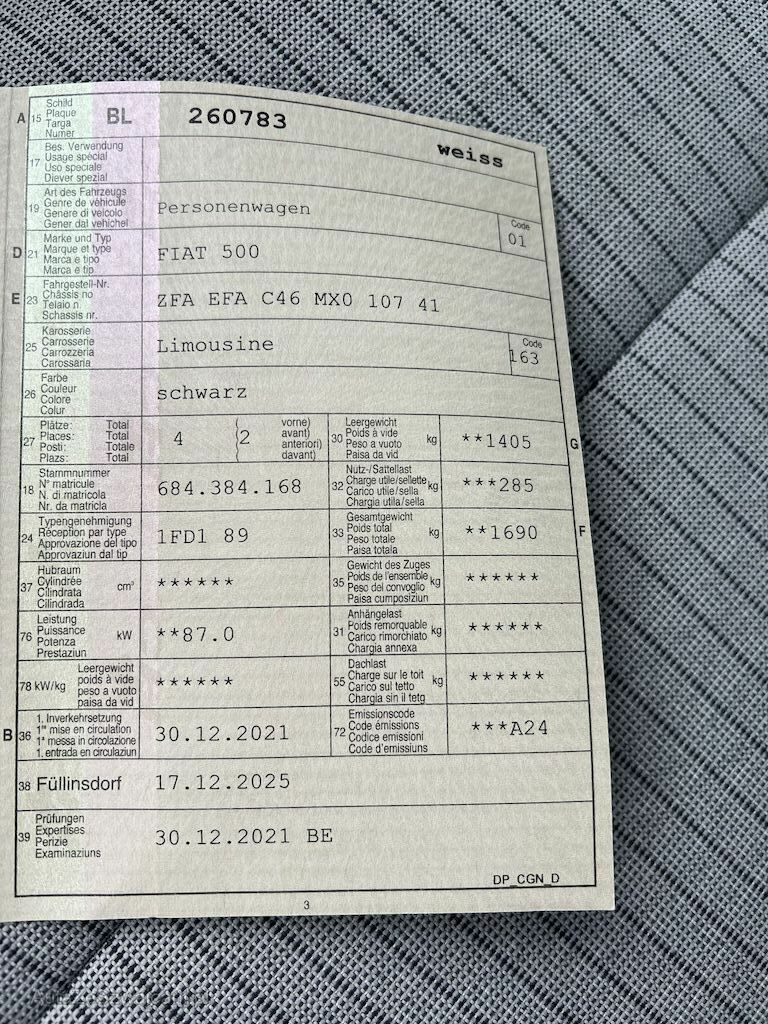 A 15 Schild Plaque Targa Numer BL 260783 weiss
17 Bes. Verwendung Usage spécial Uso speciale Diever spezial
19 Art des Fahrzeugs Genre de véhicule Genere di veicolo Gener dal vehichel Personenwagen Code 01
D 21 Marke und Typ Marque et type Marca e tipo Marca e tip FIAT 500
E 23 Fahrgestell-Nr. Châssis no Telaio n. Schassis nr. ZFA EFA C46 MX0 107 41
25 Karosserie Carrosserie Carrozzeria Carossaria Limousine Code 163
26 Farbe Couleur Colore Colur schwarz
27 Plätze: Total Places: Total Posti: Totale Plazs: Total 4 (2 vorne) avant) anteriori) davant) 30 Leergewicht Poids à vide Peso a vuoto Paisa da vid kg **1405 G
18 Stammnummer N° matricule N. di matricola Nr. da matricla 684.384.168 32 Nutz-/Sattellast Charge utile/sellette Carico utile/sella Chargia utila/sella kg ***285
24 Typengenehmigung Réception par type Approvazione del tipo Approvaziun dal tip 1FD1 89 33 Gesamtgewicht Poids total Peso totale Paisa totala kg **1690 F
37 Hubraum Cylindrée Cilindrata Cilindrada cm³ ****** 35 Gewicht des Zuges Poids de l'ensemble Peso del convoglio Paisa cumposiziun kg ******
76 Leistung Puissance Potenza Prestaziun kW **87.0 31 Anhängelast Poids remorquable Carico rimorchiato Chargia annexa kg ******
78 kW/kg Leergewicht poids à vide peso a vuoto paisa da vid ****** 55 Dachlast Charge sur le toit Carico sul tetto Chargia sin il tetg kg ******
B 36 1. Inverkehrsetzung 1re mise en circulation 1a messa in circolazione 1. entrada en circulaziun 30.12.2021 72 Emissionscode Code émissions Codice emissioni Code d'emissiuns ***A24
38 Füllinsdorf 17.12.2025
39 Prüfungen Expertises Perizie Examinaziuns 30.12.2021 BE
DP_CGN_D
3